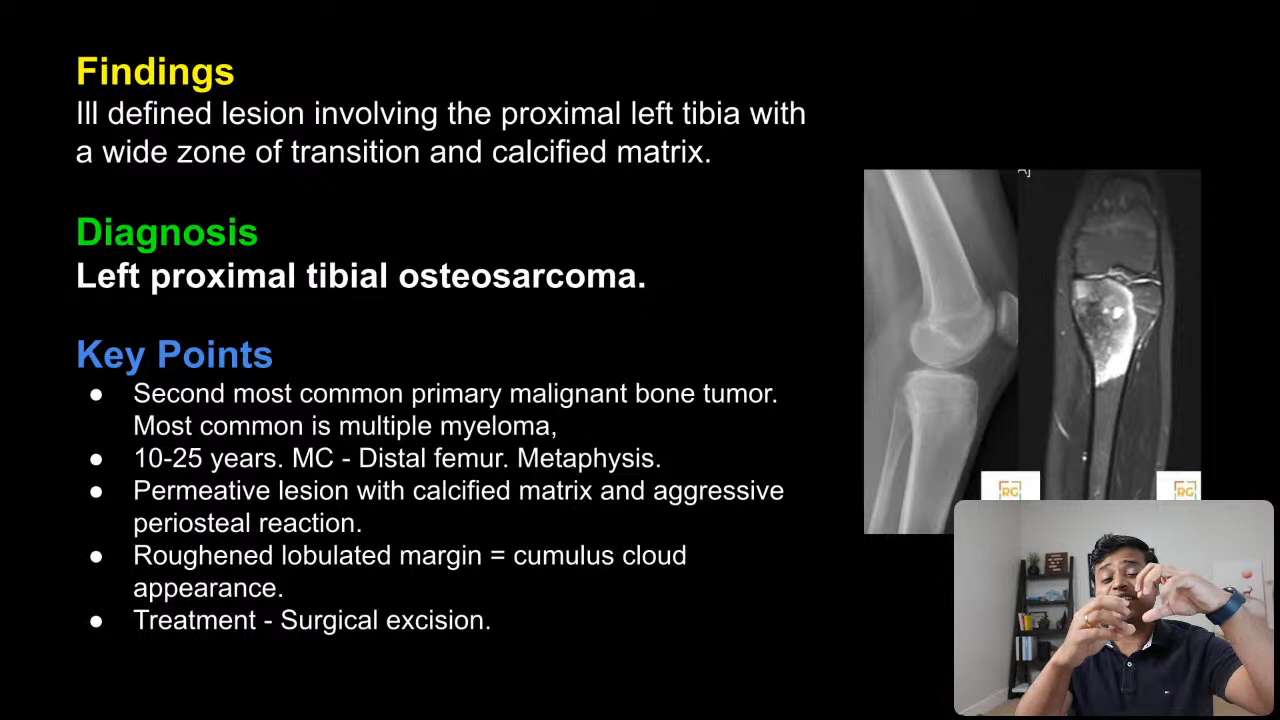 Findings
Ill defined lesion involving the proximal left tibia with
a wide zone of transition and calcified matrix.
Diagnosis
Left proximal tibial osteosarcoma.
Key Points
● Second most common primary malignant bone tumor.
Most common is multiple myeloma,
● 10-25 years. MC - Distal femur. Metaphysis.
● Permeative lesion with calcified matrix and aggressive
periosteal reaction.
● Roughened lobulated margin = cumulus cloud
appearance.
● Treatment - Surgical excision.
RG
RG